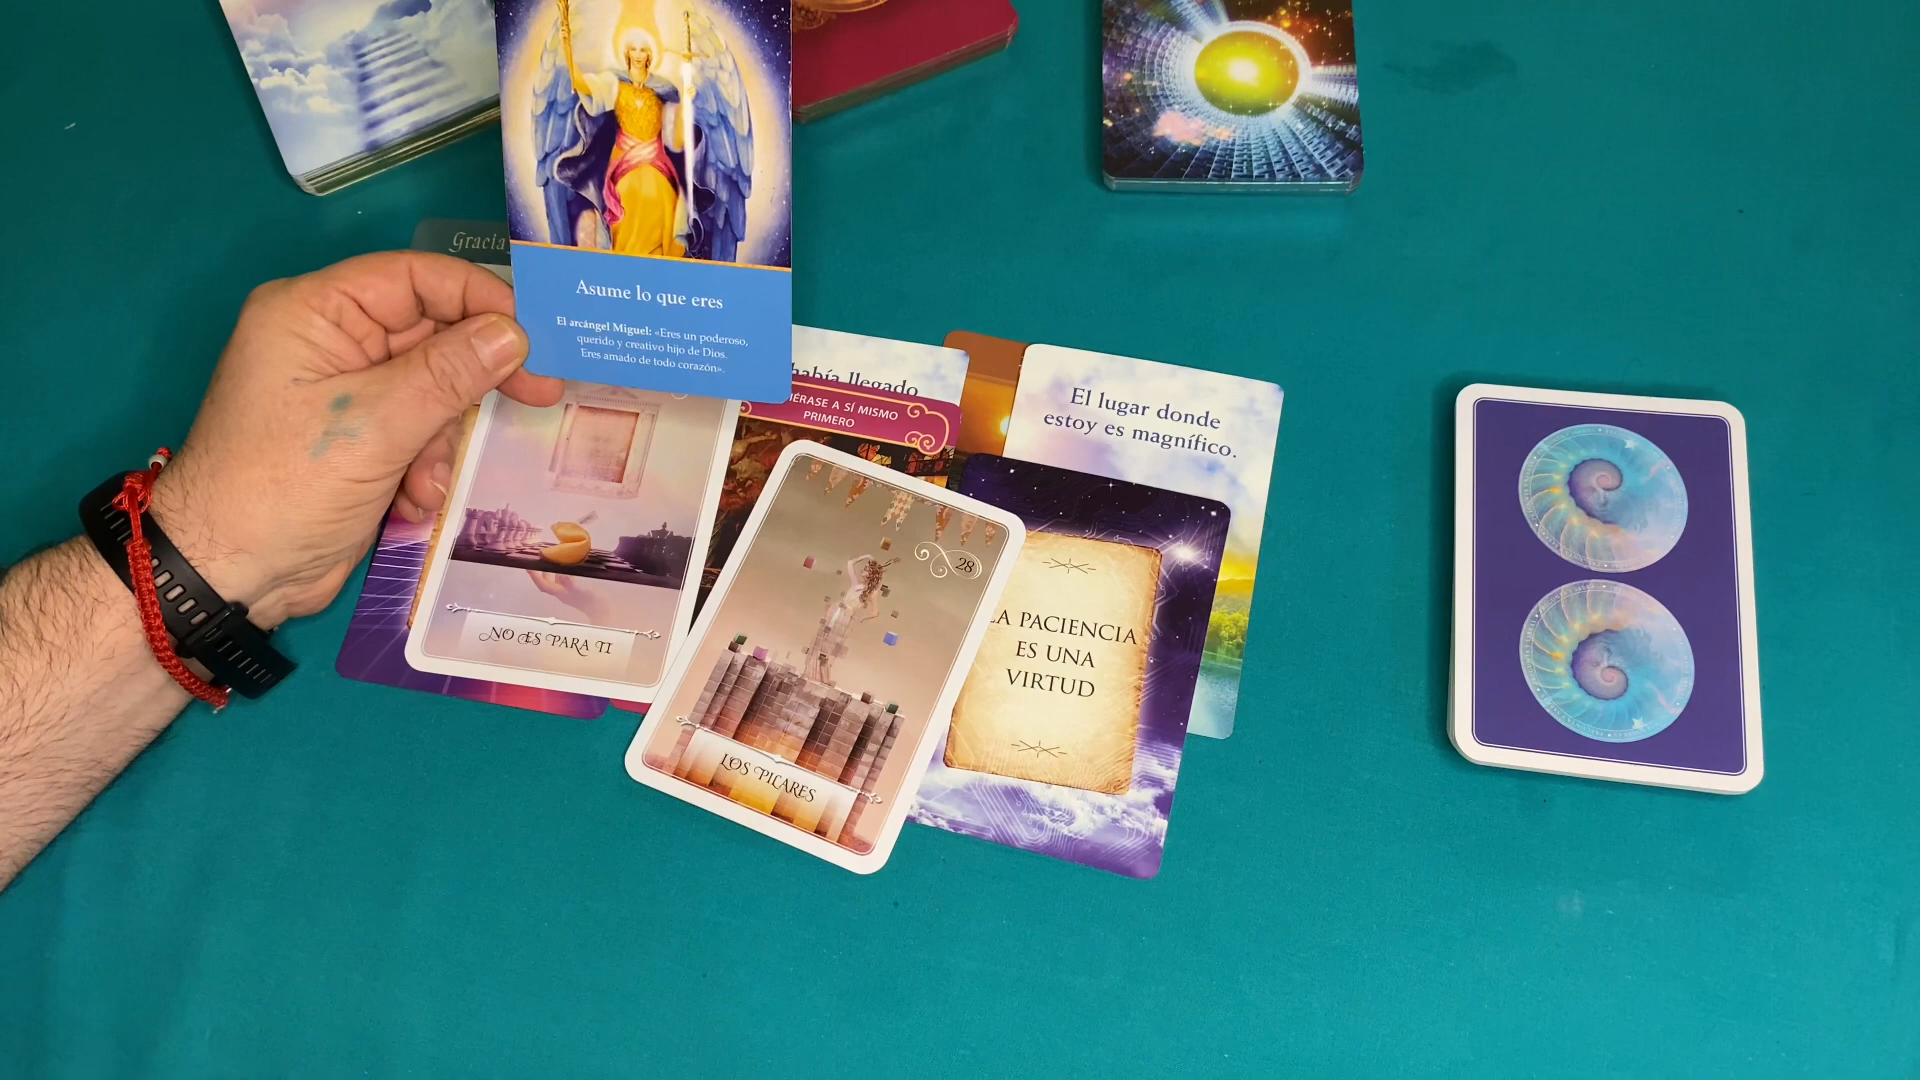 Gracia
Asume lo que eres
El arcángel Miguel: «Eres un poderoso,
querido y creativo hijo de Dios.
Eres amado de todo corazón».
había llegado
IÉRASE A SÍ MISMO
PRIMERO
El lugar donde
estoy es magnífico.
28
NO ES PARA TI
LOS PILARES
LA PACIENCIA
ES UNA
VIRTUD